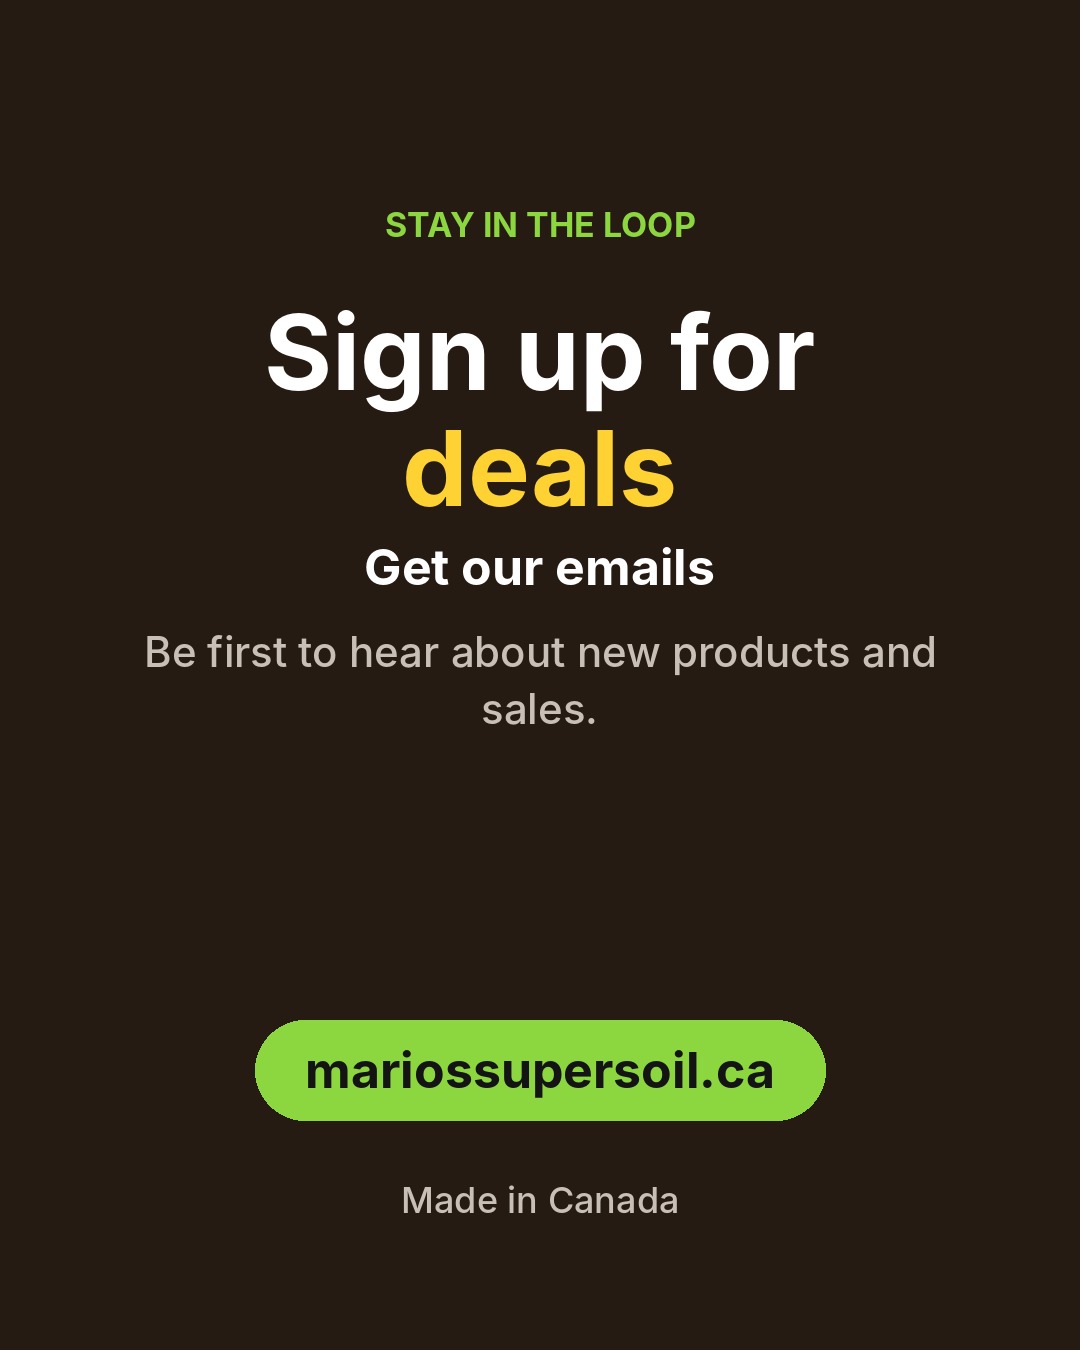 STAY IN THE LOOP
Sign up for
deals
Get our emails
Be first to hear about new products and
sales.
mariossupersoil.ca
Made in Canada